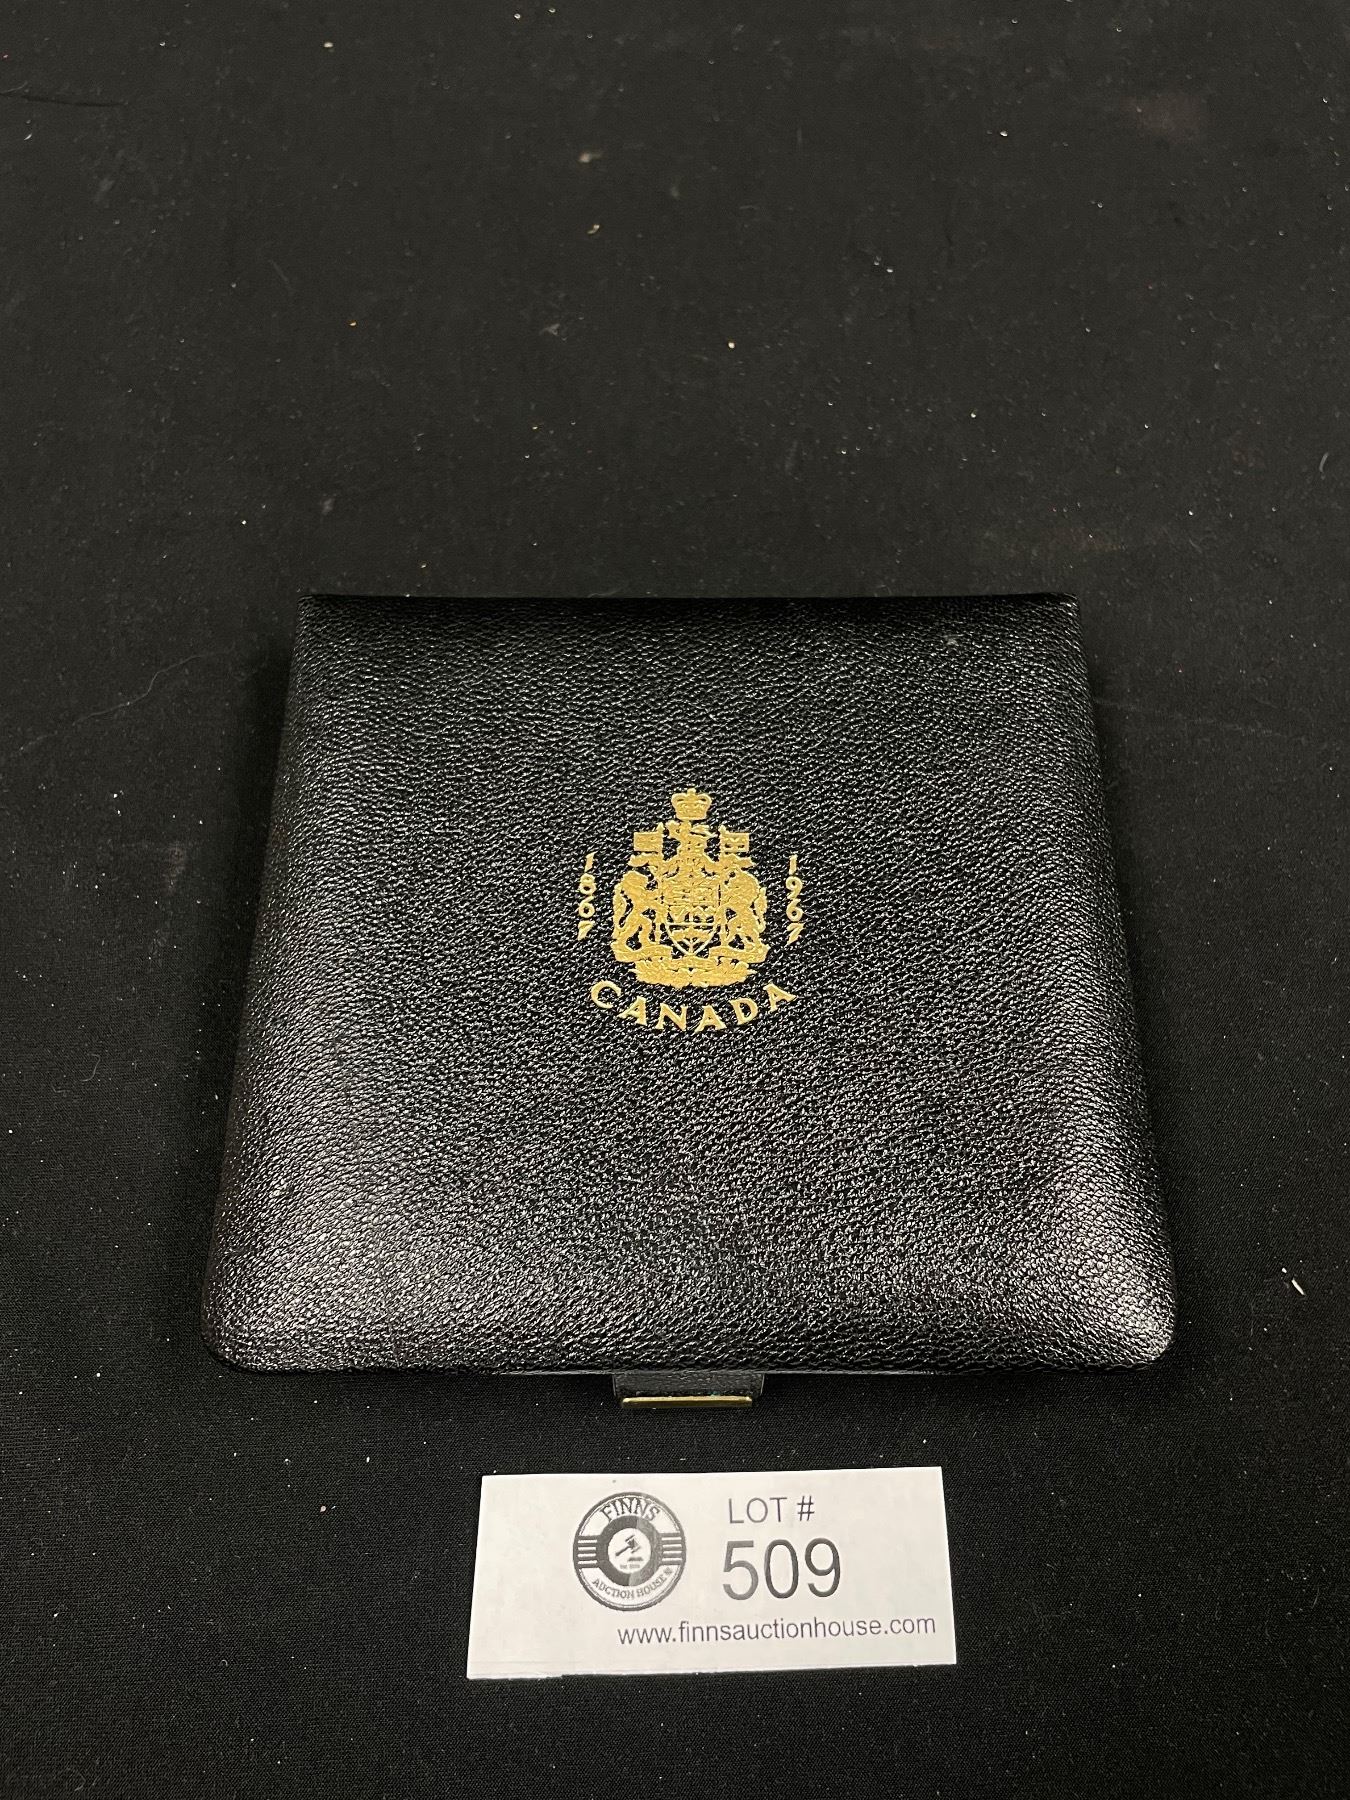 1867
1967
CANADA
FINNS
AUCTION HOUSE
LOT #
509
www.finnsauctionhouse.com